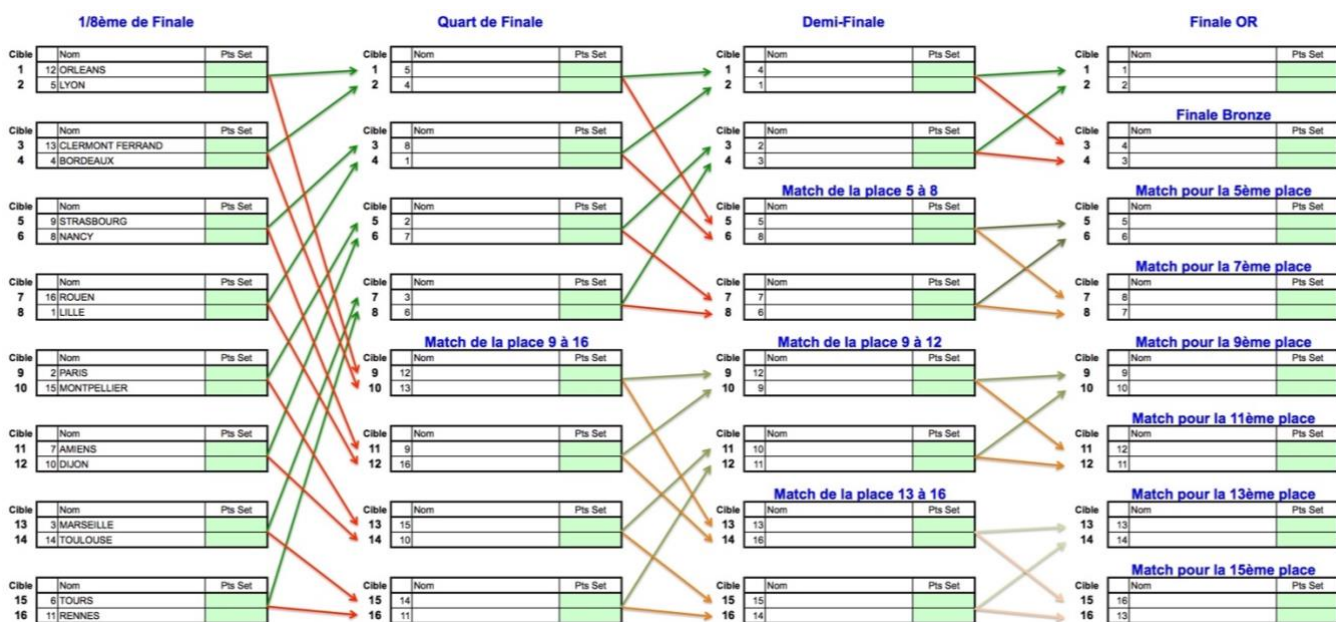 1/8ème de Finale
Quart de Finale
Demi-Finale
Finale OR
Cible Nom Pts Set
1 12 ORLEANS
2 5 LYON
Cible Nom Pts Set
1 5
2 4
Cible Nom Pts Set
1 4
2 1
Cible Nom Pts Set
1 1
2 2
Finale Bronze
Cible Nom Pts Set
3 13 CLERMONT FERRAND
4 4 BORDEAUX
Cible Nom Pts Set
3 8
4 1
Cible Nom Pts Set
3 2
4 3
Cible Nom Pts Set
3 4
4 3
Match de la place 5 à 8
Match pour la 5ème place
Cible Nom Pts Set
5 9 STRASBOURG
6 8 NANCY
Cible Nom Pts Set
5 2
6 7
Cible Nom Pts Set
5 5
6 8
Cible Nom Pts Set
5 5
6 6
Match pour la 7ème place
Cible Nom Pts Set
7 16 ROUEN
8 1 LILLE
Cible Nom Pts Set
7 3
8 6
Cible Nom Pts Set
7 7
8 6
Cible Nom Pts Set
7 8
8 7
Match de la place 9 à 16
Match de la place 9 à 12
Match pour la 9ème place
Cible Nom Pts Set
9 2 PARIS
10 15 MONTPELLIER
Cible Nom Pts Set
9 12
10 13
Cible Nom Pts Set
9 12
10 9
Cible Nom Pts Set
9 9
10 10
Match pour la 11ème place
Cible Nom Pts Set
11 7 AMIENS
12 10 DIJON
Cible Nom Pts Set
11 9
12 16
Cible Nom Pts Set
11 10
12 11
Cible Nom Pts Set
11 12
12 11
Match de la place 13 à 16
Match pour la 13ème place
Cible Nom Pts Set
13 3 MARSEILLE
14 14 TOULOUSE
Cible Nom Pts Set
13 15
14 10
Cible Nom Pts Set
13 13
14 16
Cible Nom Pts Set
13 13
14 14
Match pour la 15ème place
Cible Nom Pts Set
15 6 TOURS
16 11 RENNES
Cible Nom Pts Set
15 14
16 11
Cible Nom Pts Set
15 15
16 14
Cible Nom Pts Set
15 16
16 13